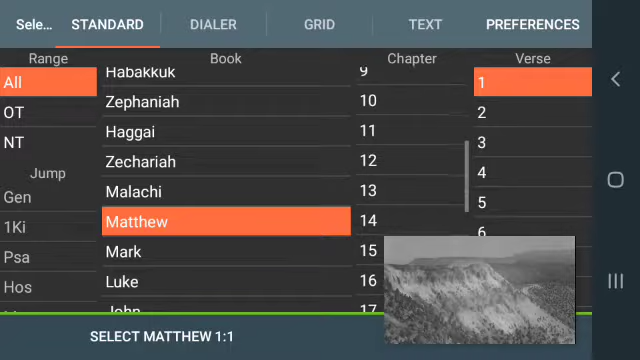 Sele... STANDARD DIALER GRID TEXT PREFERENCES
Range Book Chapter Verse
All Habakkuk 9 1
OT Zephaniah 10 2
NT Haggai 11 3
Jump Zechariah 12 4
Gen Malachi 13 5
1Ki Matthew 14 6
Psa Mark 15
Hos Luke 16
John 17
SELECT MATTHEW 1:1